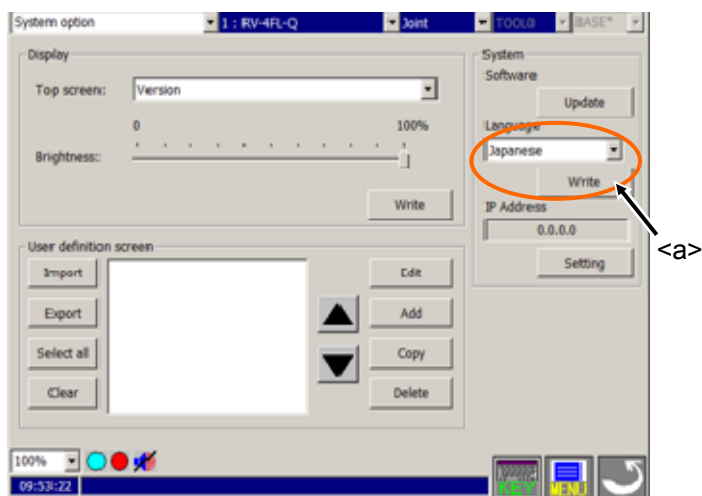 System option 1 : RV-4FL-Q Joint TOOL0 BASE*
Display
Top screen: Version
0 100%
Brightness:
Write
System
Software
Update
Language
Japanese
Write
IP Address
0.0.0.0
Setting
<a>
User definition screen
Import
Export
Select all
Clear
Edit
Add
Copy
Delete
100%
09:53:22
KEY
MENU